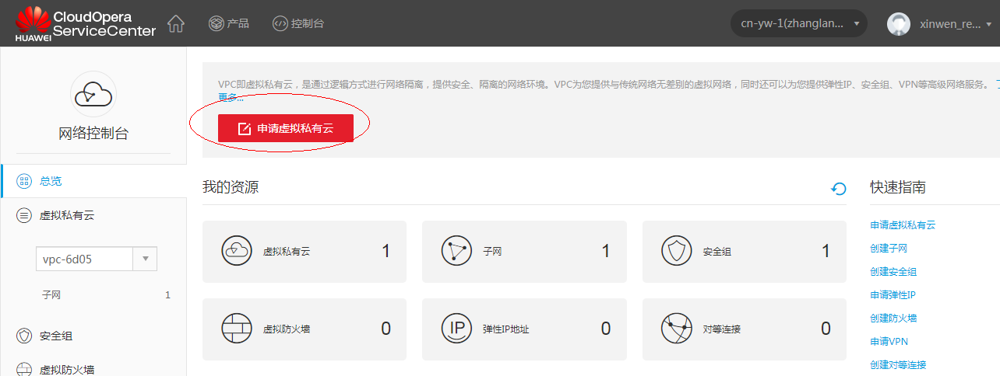 HUAWEI
CloudOpera
ServiceCenter
产品
控制台
cn-yw-1(zhanglan...
xinwen_re...
网络控制台
总览
虚拟私有云
vpc-6d05
子网 1
安全组
虚拟防火墙
VPC即虚拟私有云，是通过逻辑方式进行网络隔离，提供安全、隔离的网络环境。VPC为您提供与传统网络无差别的虚拟网络，同时还可以为您提供弹性IP、安全组、VPN等高级网络服务。
更多...
申请虚拟私有云
我的资源
虚拟私有云 1
子网 1
安全组 1
虚拟防火墙 0
IP 弹性IP地址 0
对等连接 0
快速指南
申请虚拟私有云
创建子网
创建安全组
申请弹性IP
创建防火墙
申请VPN
创建对等连接